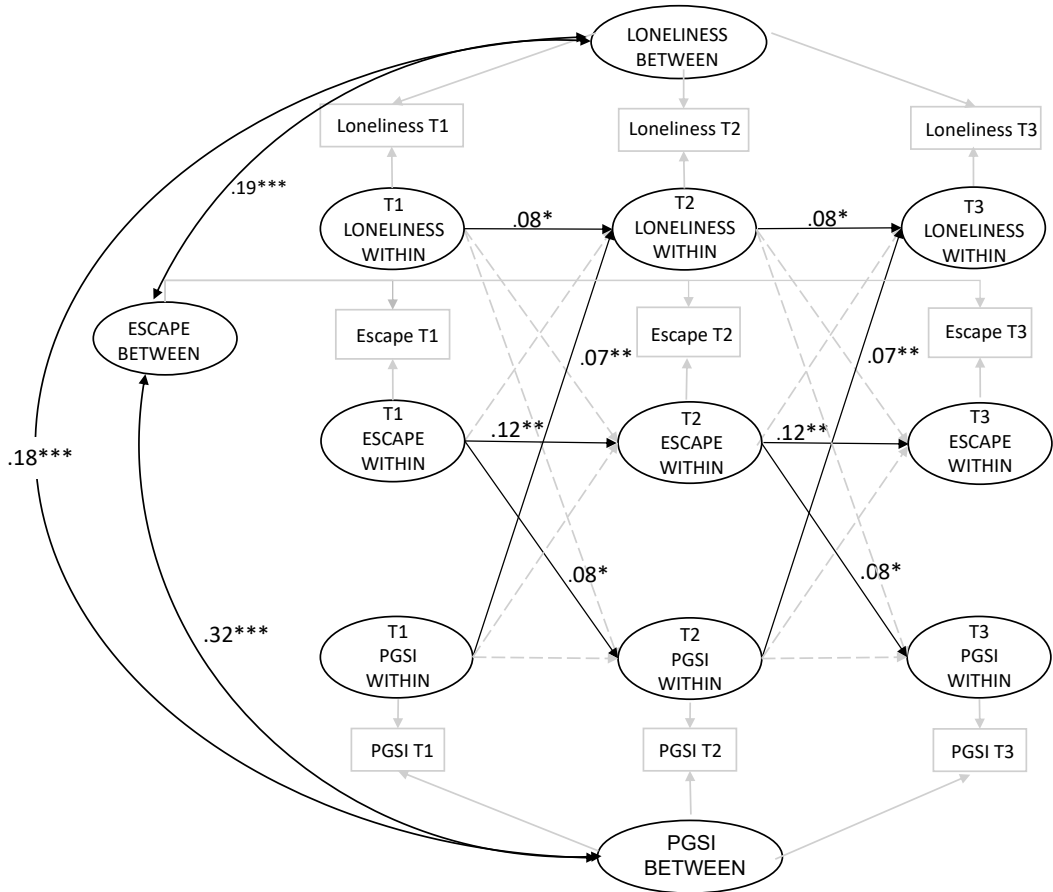 LONELINESS
BETWEEN
Loneliness T1
Loneliness T2
Loneliness T3
.19***
T1
LONELINESS
WITHIN
.08*
T2
LONELINESS
WITHIN
.08*
T3
LONELINESS
WITHIN
ESCAPE
BETWEEN
Escape T1
Escape T2
Escape T3
.07**
.07**
T1
ESCAPE
WITHIN
.12**
T2
ESCAPE
WITHIN
.12**
T3
ESCAPE
WITHIN
.18***
.08*
.08*
.32***
T1
PGSI
WITHIN
T2
PGSI
WITHIN
T3
PGSI
WITHIN
PGSI T1
PGSI T2
PGSI T3
PGSI
BETWEEN